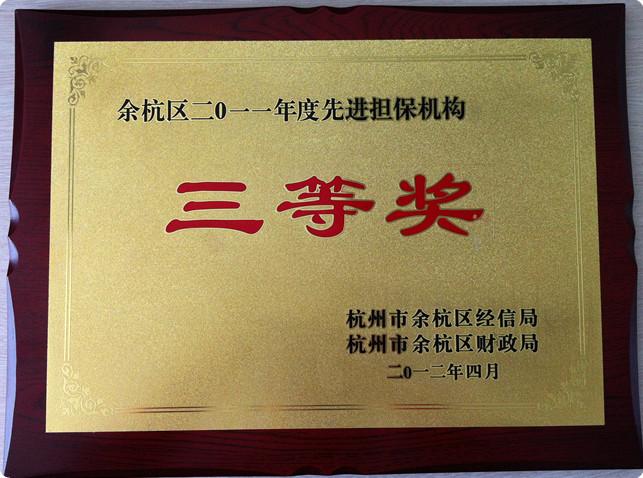 余杭区二0一一年度先进担保机构
三等奖
杭州市余杭区经信局
杭州市余杭区财政局
二0一二年四月